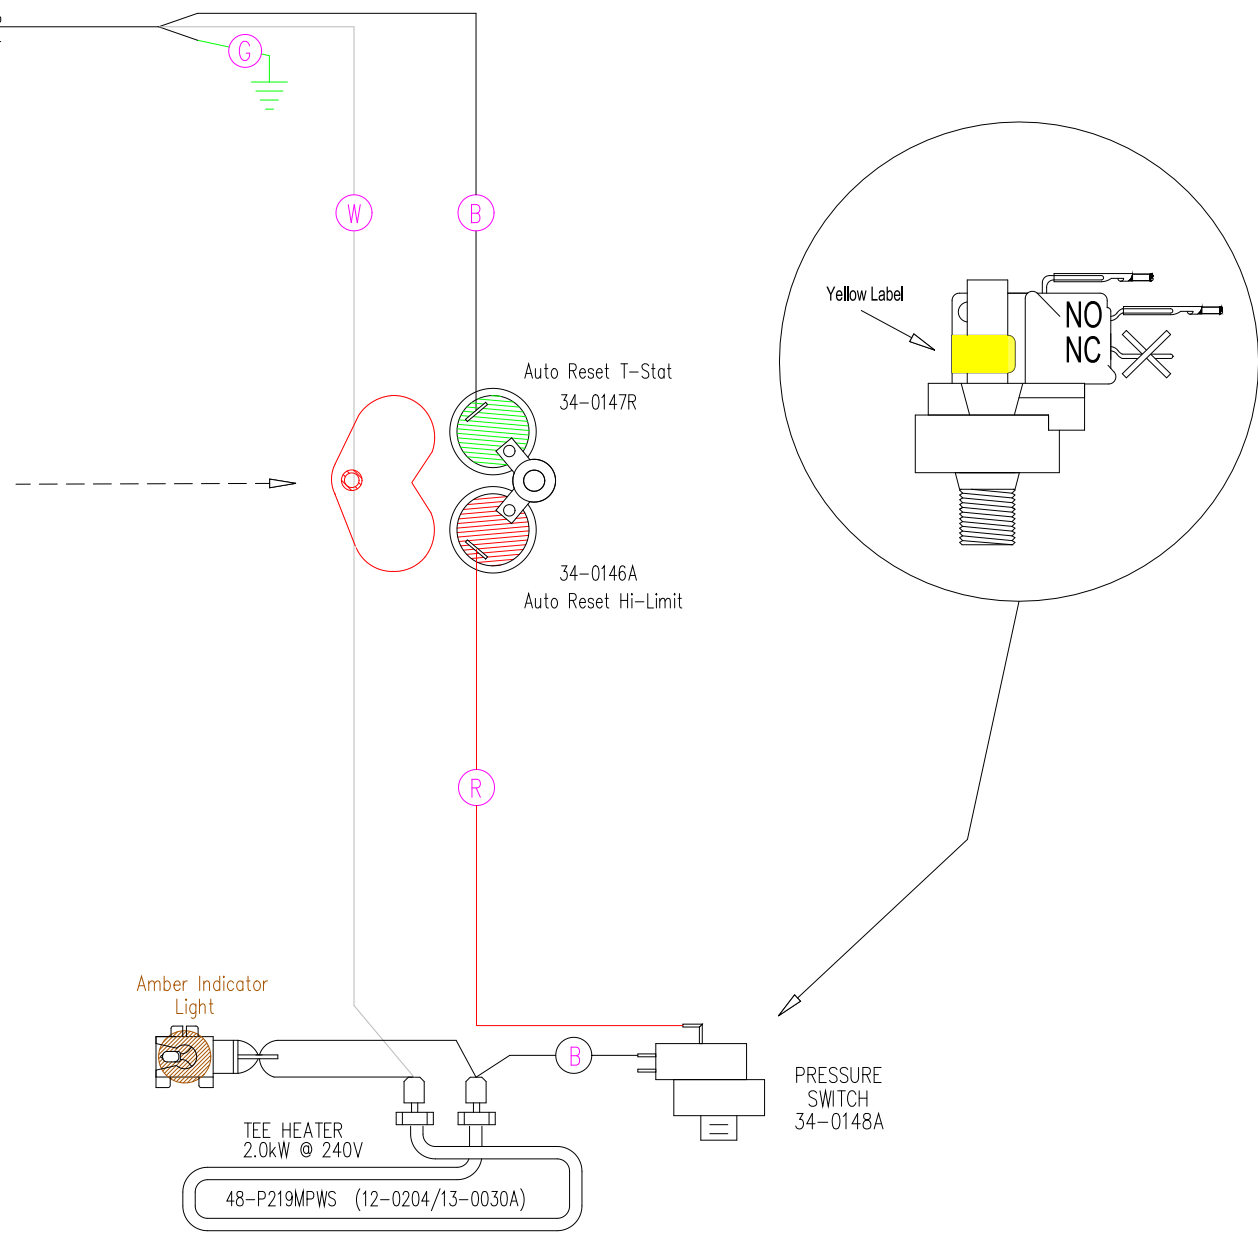 G
W
B
Yellow Label
NO
NC
Auto Reset T-Stat
34-0147R
34-0146A
Auto Reset Hi-Limit
R
Amber Indicator
Light
B
PRESSURE
SWITCH
34-0148A
TEE HEATER
2.0kW @ 240V
48-P219MPWS (12-0204/13-0030A)